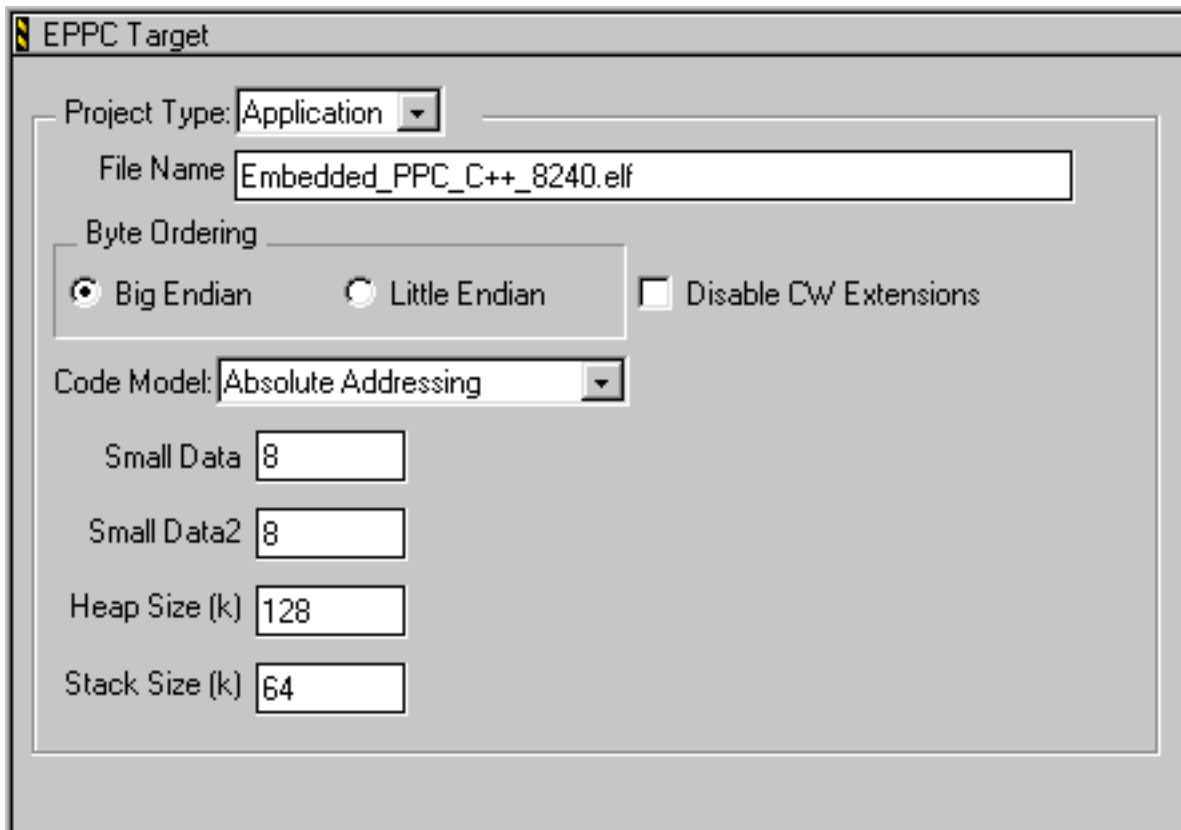 EPPC Target
Project Type: Application
File Name Embedded_PPC_C++_8240.elf
Byte Ordering
Big Endian Little Endian Disable CW Extensions
Code Model: Absolute Addressing
Small Data 8
Small Data2 8
Heap Size (k) 128
Stack Size (k) 64